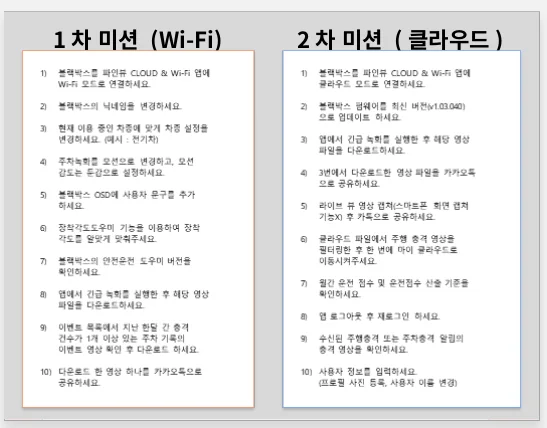 1 차 미션 (Wi-Fi)
1) 블랙박스를 파인뷰 CLOUD & Wi-Fi 앱에
Wi-Fi 모드로 연결하세요.
2) 블랙박스의 닉네임을 변경하세요.
3) 현재 이용 중인 차종에 맞게 차종 설정을
변경하세요. (예시 : 전기차)
4) 주차녹화를 모션으로 변경하고, 모션
감도는 둔감으로 설정하세요.
5) 블랙박스 OSD에 사용자 문구를 추가
하세요.
6) 장착각도도우미 기능을 이용하여 장착
각도를 알맞게 맞춰주세요.
7) 블랙박스의 안전운전 도우미 버전을
확인하세요.
8) 앱에서 긴급 녹화를 실행한 후 해당 영상
파일을 다운로드하세요.
9) 이벤트 목록에서 지난 한달 간 충격
건수가 1개 이상 있는 주차 기록의
이벤트 영상 확인 후 다운로드 하세요.
10) 다운로드 한 영상 하나를 카카오톡으로
공유하세요.
2 차 미션 ( 클라우드 )
1) 블랙박스를 파인뷰 CLOUD & Wi-Fi 앱에
클라우드 모드로 연결하세요.
2) 블랙박스 펌웨어를 최신 버전(v1.03.040)
으로 업데이트 하세요.
3) 앱에서 긴급 녹화를 실행한 후 해당 영상
파일을 다운로드하세요.
4) 3번에서 다운로드한 영상 파일을 카카오톡
으로 공유하세요.
5) 라이브 뷰 영상 캡쳐(스마트폰 화면 캡쳐
기능X) 후 카톡으로 공유하세요.
6) 클라우드 파일에서 주행 충격 영상을
필터링한 후 한 번에 마이 클라우드로
이동시켜주세요.
7) 월간 운전 점수 및 운전점수 산출 기준을
확인하세요.
8) 앱 로그아웃 후 재로그인 하세요.
9) 수신된 주행충격 또는 주차충격 알림의
충격 영상을 확인하세요.
10) 사용자 정보를 입력하세요.
(프로필 사진 등록, 사용자 이름 변경)